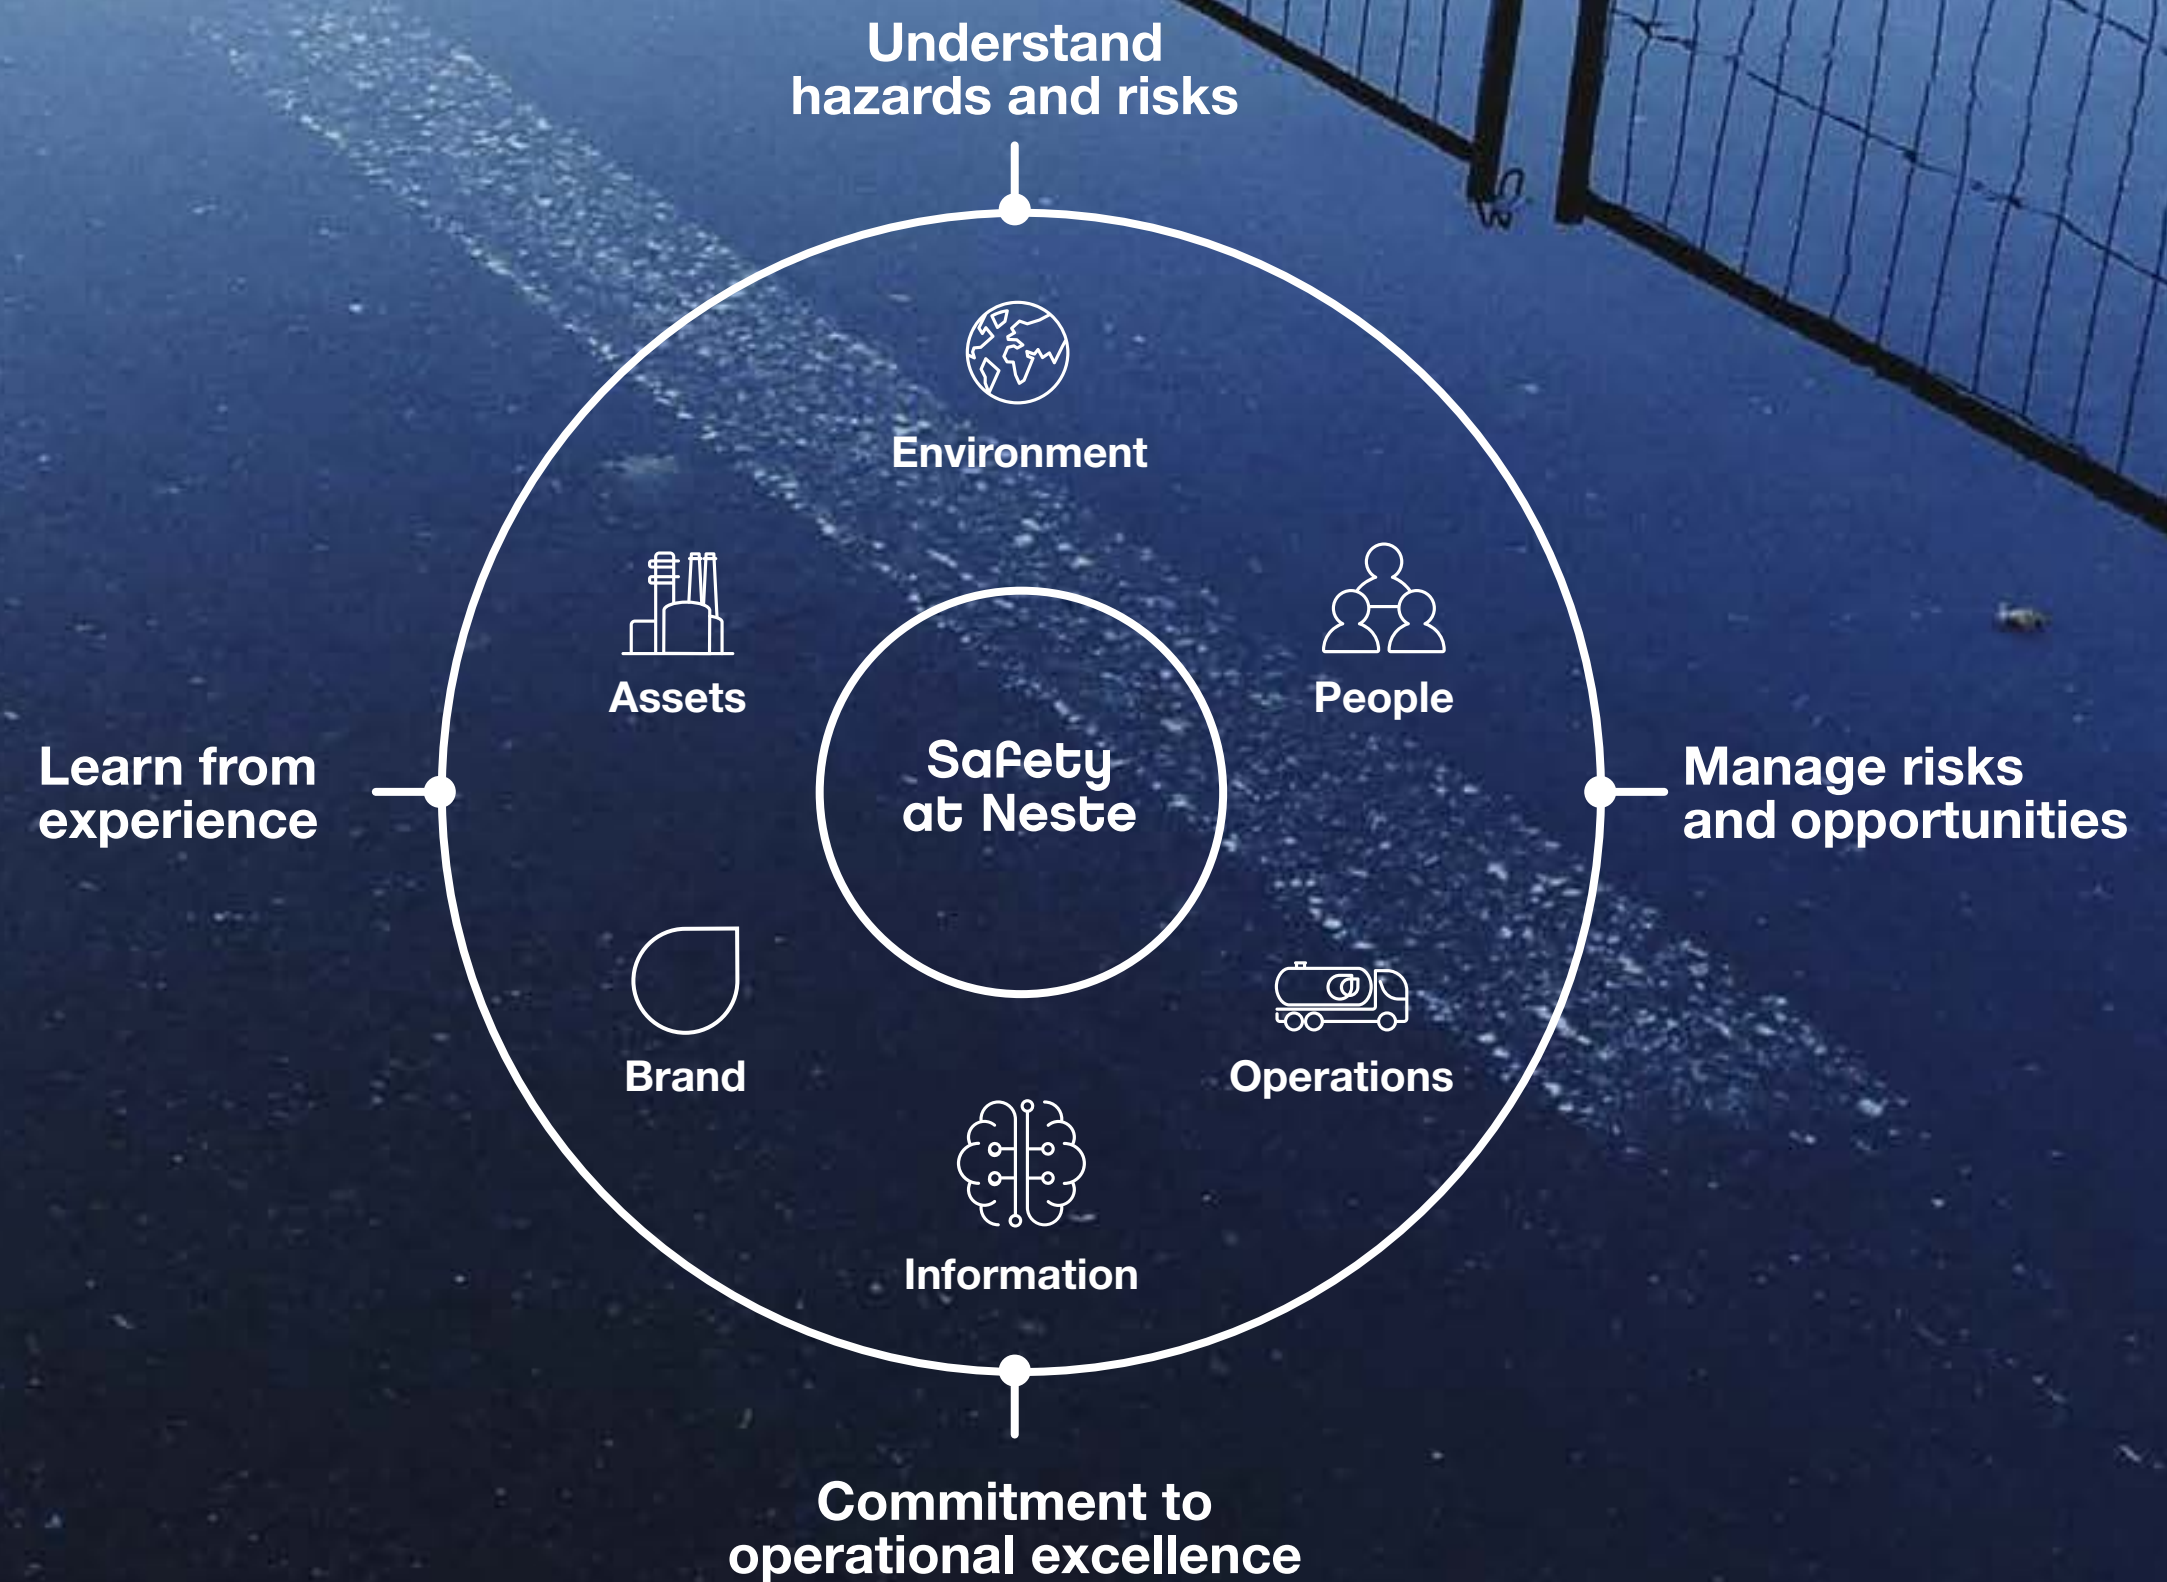 Understand
hazards and risks
Environment
Assets
People
Safety
at Neste
Learn from
experience
Manage risks
and opportunities
Brand
Operations
Information
Commitment to
operational excellence